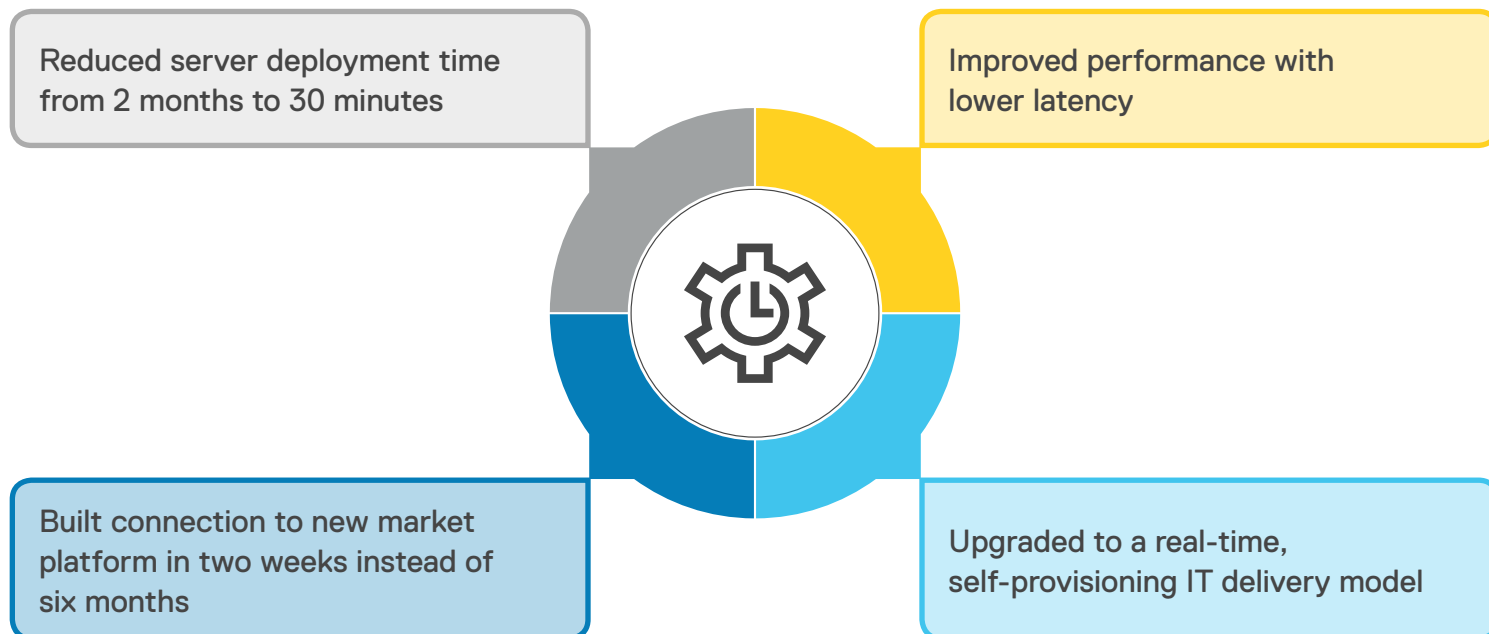 Reduced server deployment time
from 2 months to 30 minutes
Improved performance with
lower latency
Built connection to new market
platform in two weeks instead of
six months
Upgraded to a real-time,
self-provisioning IT delivery model